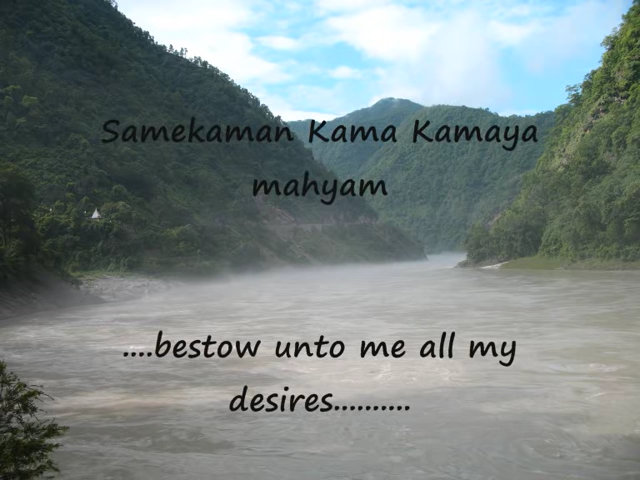 Samekaman Kama Kamaya
mahyam
....bestow unto me all my
desires..........